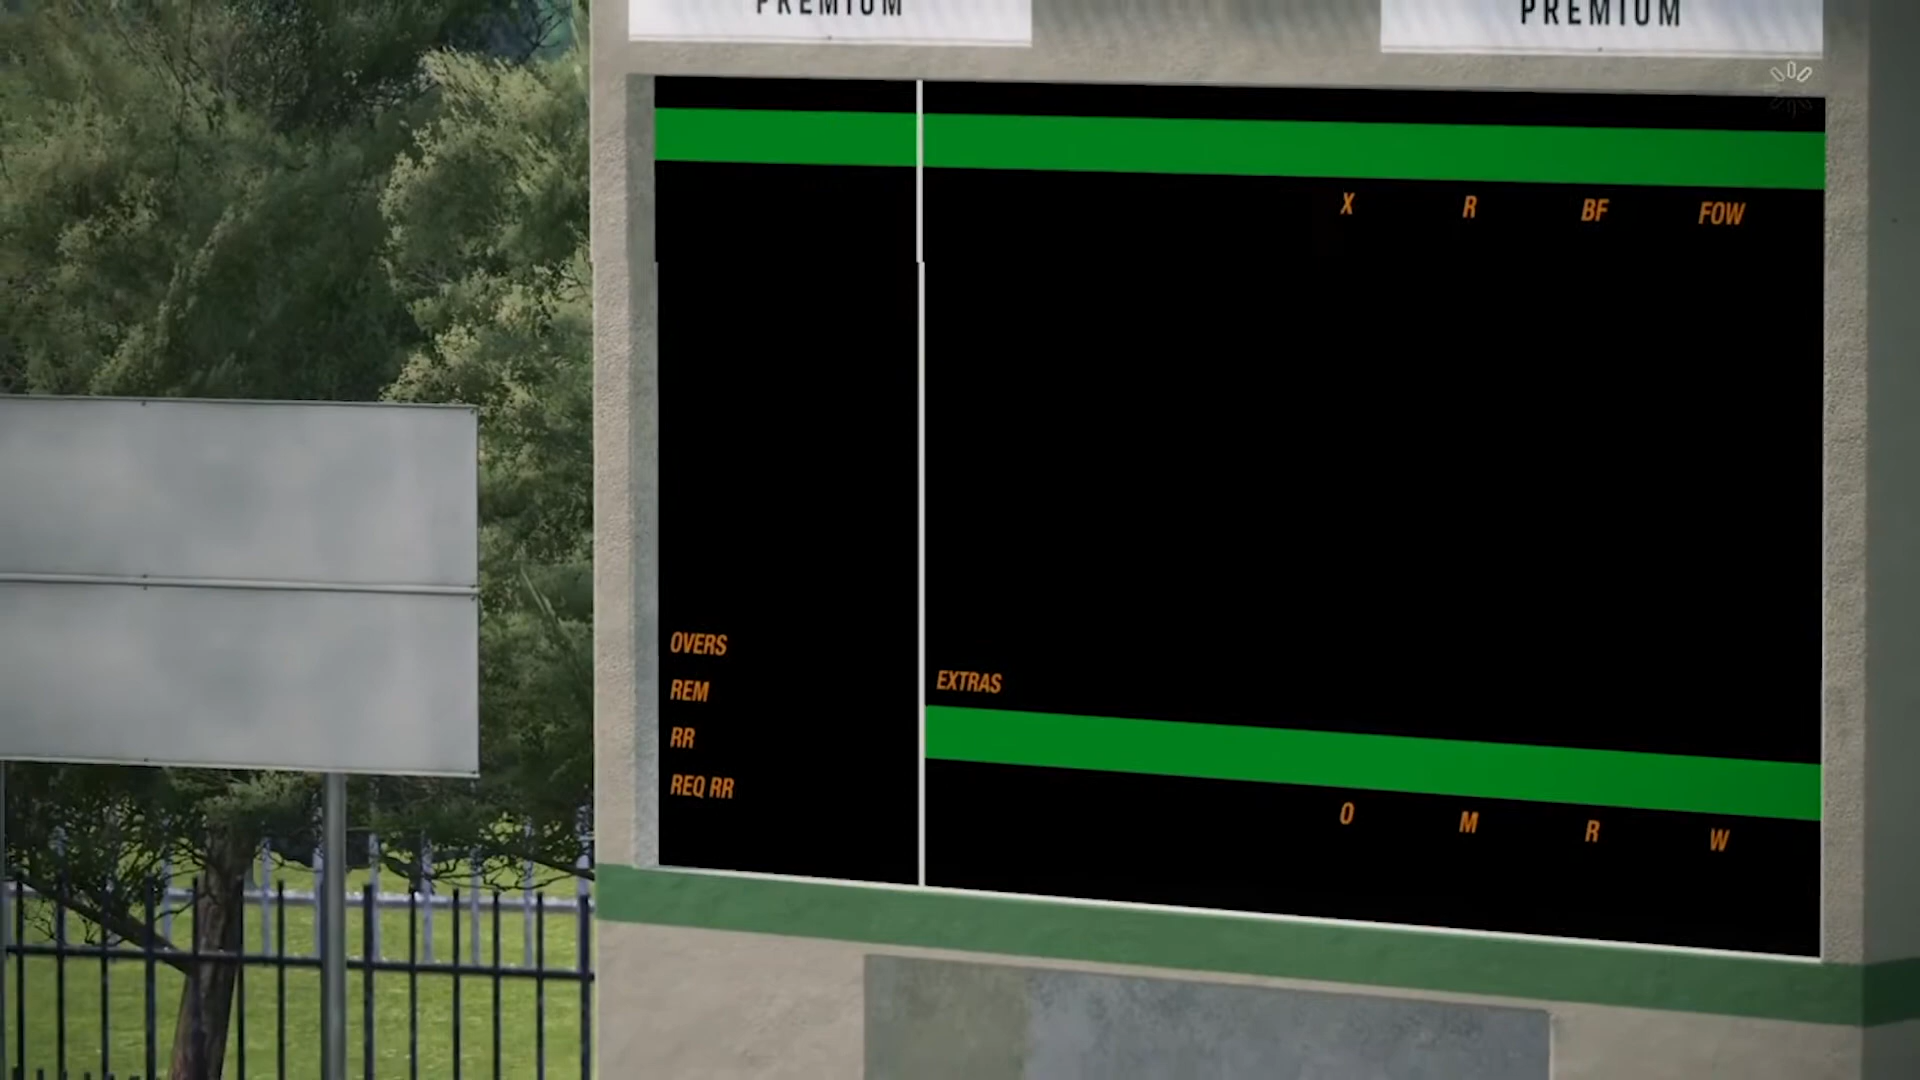 PREMIUM
PREMIUM
X R BF FOW
OVERS
REM
RR
REQ RR
EXTRAS
O M R W